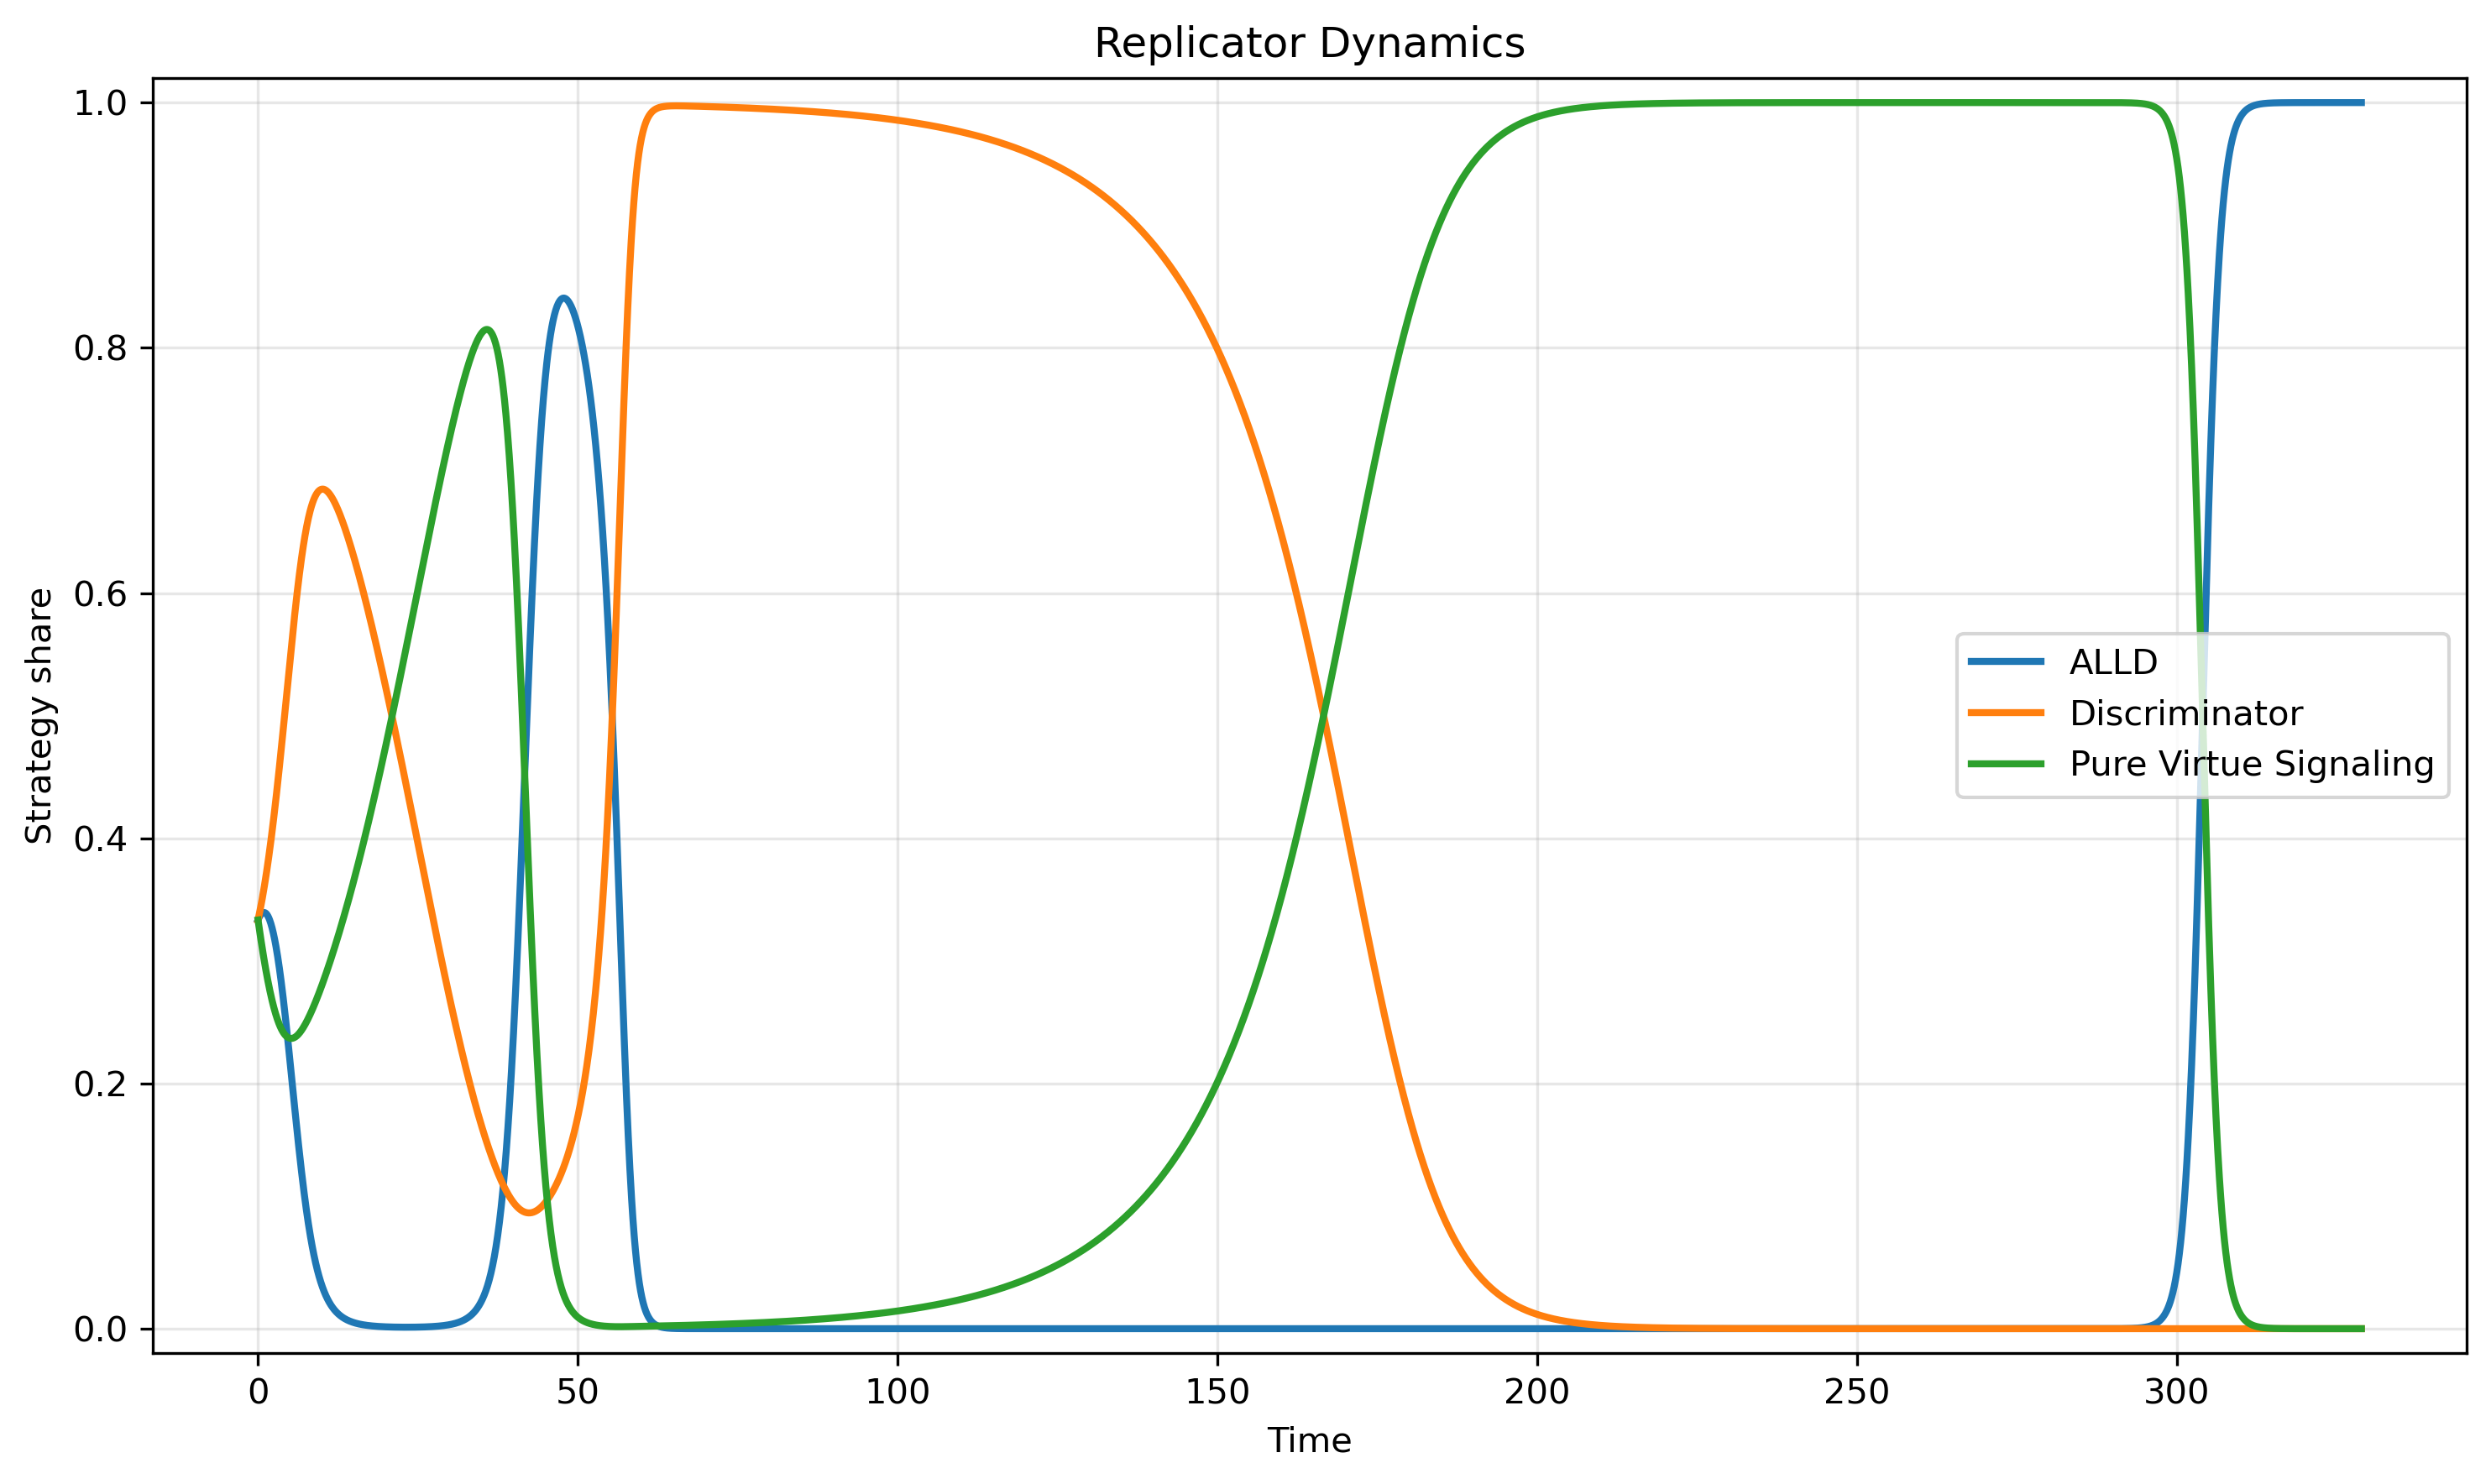 Replicator Dynamics
Strategy share
1.0
0.8
0.6
0.4
0.2
0.0
ALLD
Discriminator
Pure Virtue Signaling
0 50 100 150 200 250 300
Time